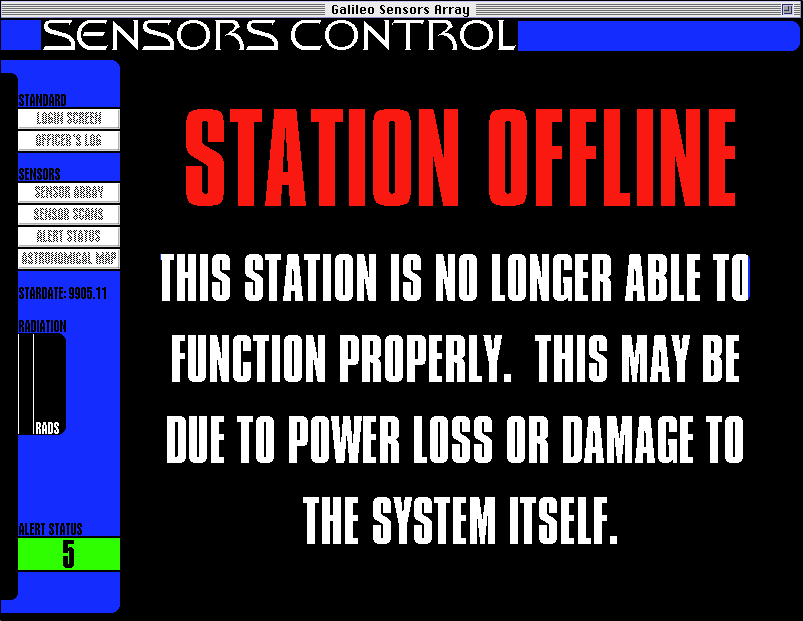 Galileo Sensors Array
SENSORS CONTROL
STANDARD
LOGIN SCREEN
OFFICER'S LOG
SENSORS
SENSOR ARRAY
SENSOR SCANS
ALERT STATUS
ASTRONOMICAL MAP
STARDATE: 9905.11
RADIATION
RADS
ALERT STATUS
5
STATION OFFLINE
THIS STATION IS NO LONGER ABLE TO
FUNCTION PROPERLY. THIS MAY BE
DUE TO POWER LOSS OR DAMAGE TO
THE SYSTEM ITSELF.